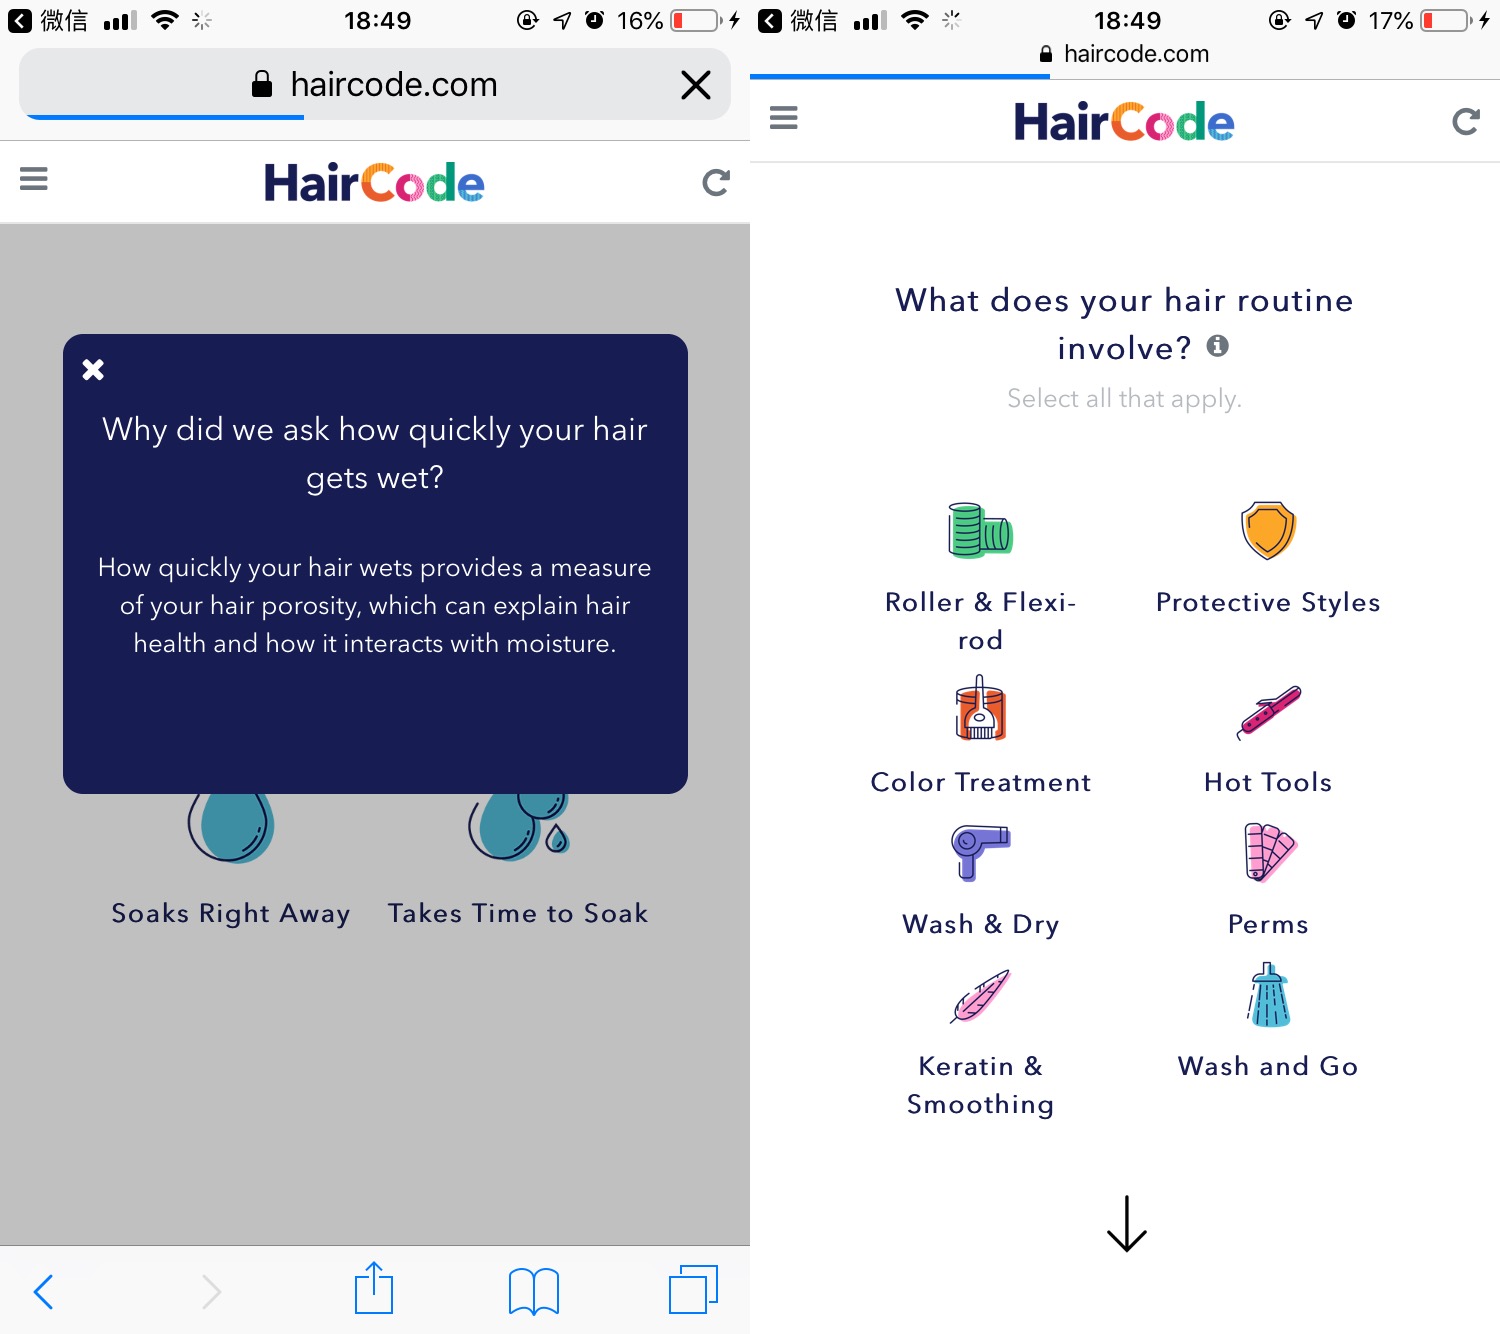 微信 18:49 16%
haircode.com
HairCode
Why did we ask how quickly your hair
gets wet?
How quickly your hair wets provides a measure
of your hair porosity, which can explain hair
health and how it interacts with moisture.
Soaks Right Away
Takes Time to Soak
微信 18:49 17%
haircode.com
HairCode
What does your hair routine
involve?
Select all that apply.
Roller & Flexi-
rod
Protective Styles
Color Treatment
Hot Tools
Wash & Dry
Perms
Keratin &
Smoothing
Wash and Go